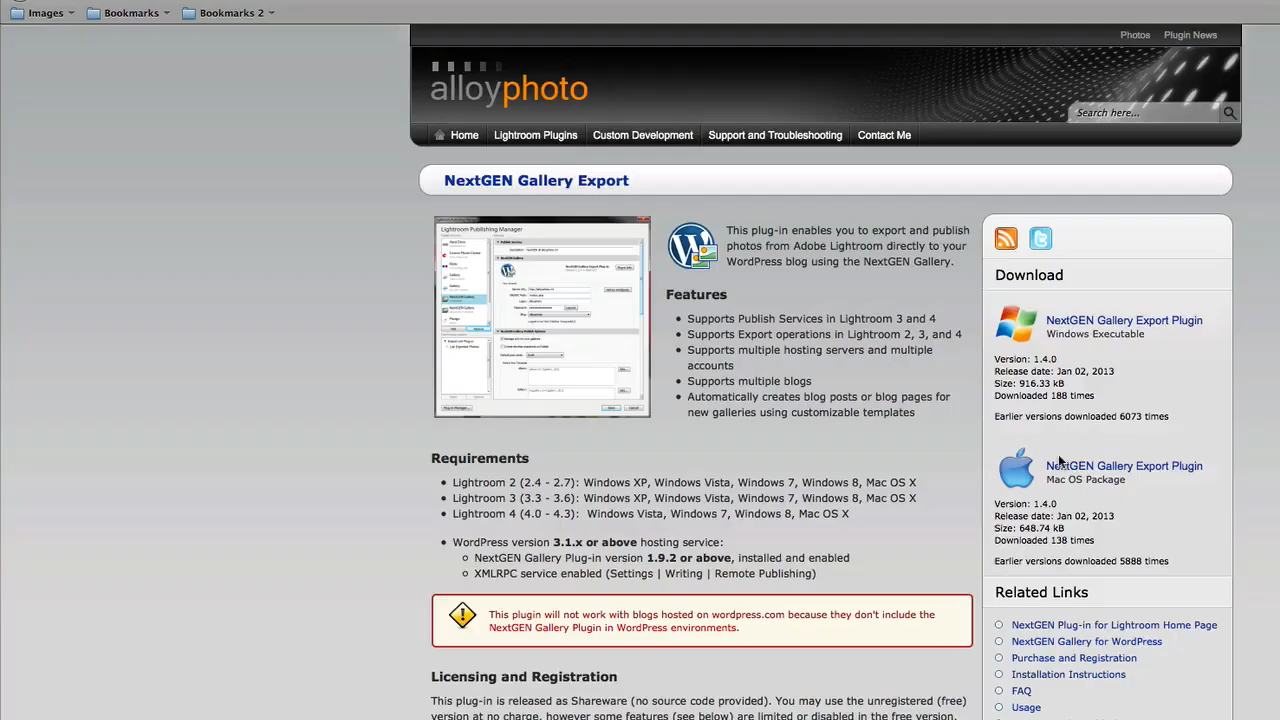 Images
Bookmarks
Bookmarks 2
Photos
Plugin News
alloyphoto
Search here...
Home
Lightroom Plugins
Custom Development
Support and Troubleshooting
Contact Me
NextGEN Gallery Export
Lightroom Publishing Manager
This plug-in enables you to export and publish
photos from Adobe Lightroom directly to your
WordPress blog using the NextGEN Gallery.
Features
Supports Publish Services in Lightroom 3 and 4
Supports Export operations in Lightroom 2, 3, and 4
Supports multiple hosting servers and multiple
accounts
Supports multiple blogs
Automatically creates blog posts or blog pages for
new galleries using customizable templates
Requirements
Lightroom 2 (2.4 - 2.7): Windows XP, Windows Vista, Windows 7, Windows 8, Mac OS X
Lightroom 3 (3.3 - 3.6): Windows XP, Windows Vista, Windows 7, Windows 8, Mac OS X
Lightroom 4 (4.0 - 4.3): Windows Vista, Windows 7, Windows 8, Mac OS X
WordPress version 3.1.x or above hosting service:
NextGEN Gallery Plug-in version 1.9.2 or above, installed and enabled
XMLRPC service enabled (Settings | Writing | Remote Publishing)
This plugin will not work with blogs hosted on wordpress.com because they don't include the
NextGEN Gallery Plugin in WordPress environments.
Licensing and Registration
This plug-in is released as Shareware (no source code provided). You may use the unregistered (free)
version at no charge, however some features (see below) are limited or disabled in the free version.
Download
NextGEN Gallery Export Plugin
Windows Executable
Version: 1.4.0
Release date: Jan 02, 2013
Size: 916.33 kB
Downloaded 188 times
Earlier versions downloaded 6073 times
NextGEN Gallery Export Plugin
Mac OS Package
Version: 1.4.0
Release date: Jan 02, 2013
Size: 648.74 kB
Downloaded 138 times
Earlier versions downloaded 5888 times
Related Links
NextGEN Plug-in for Lightroom Home Page
NextGEN Gallery for WordPress
Purchase and Registration
Installation Instructions
FAQ
Usage